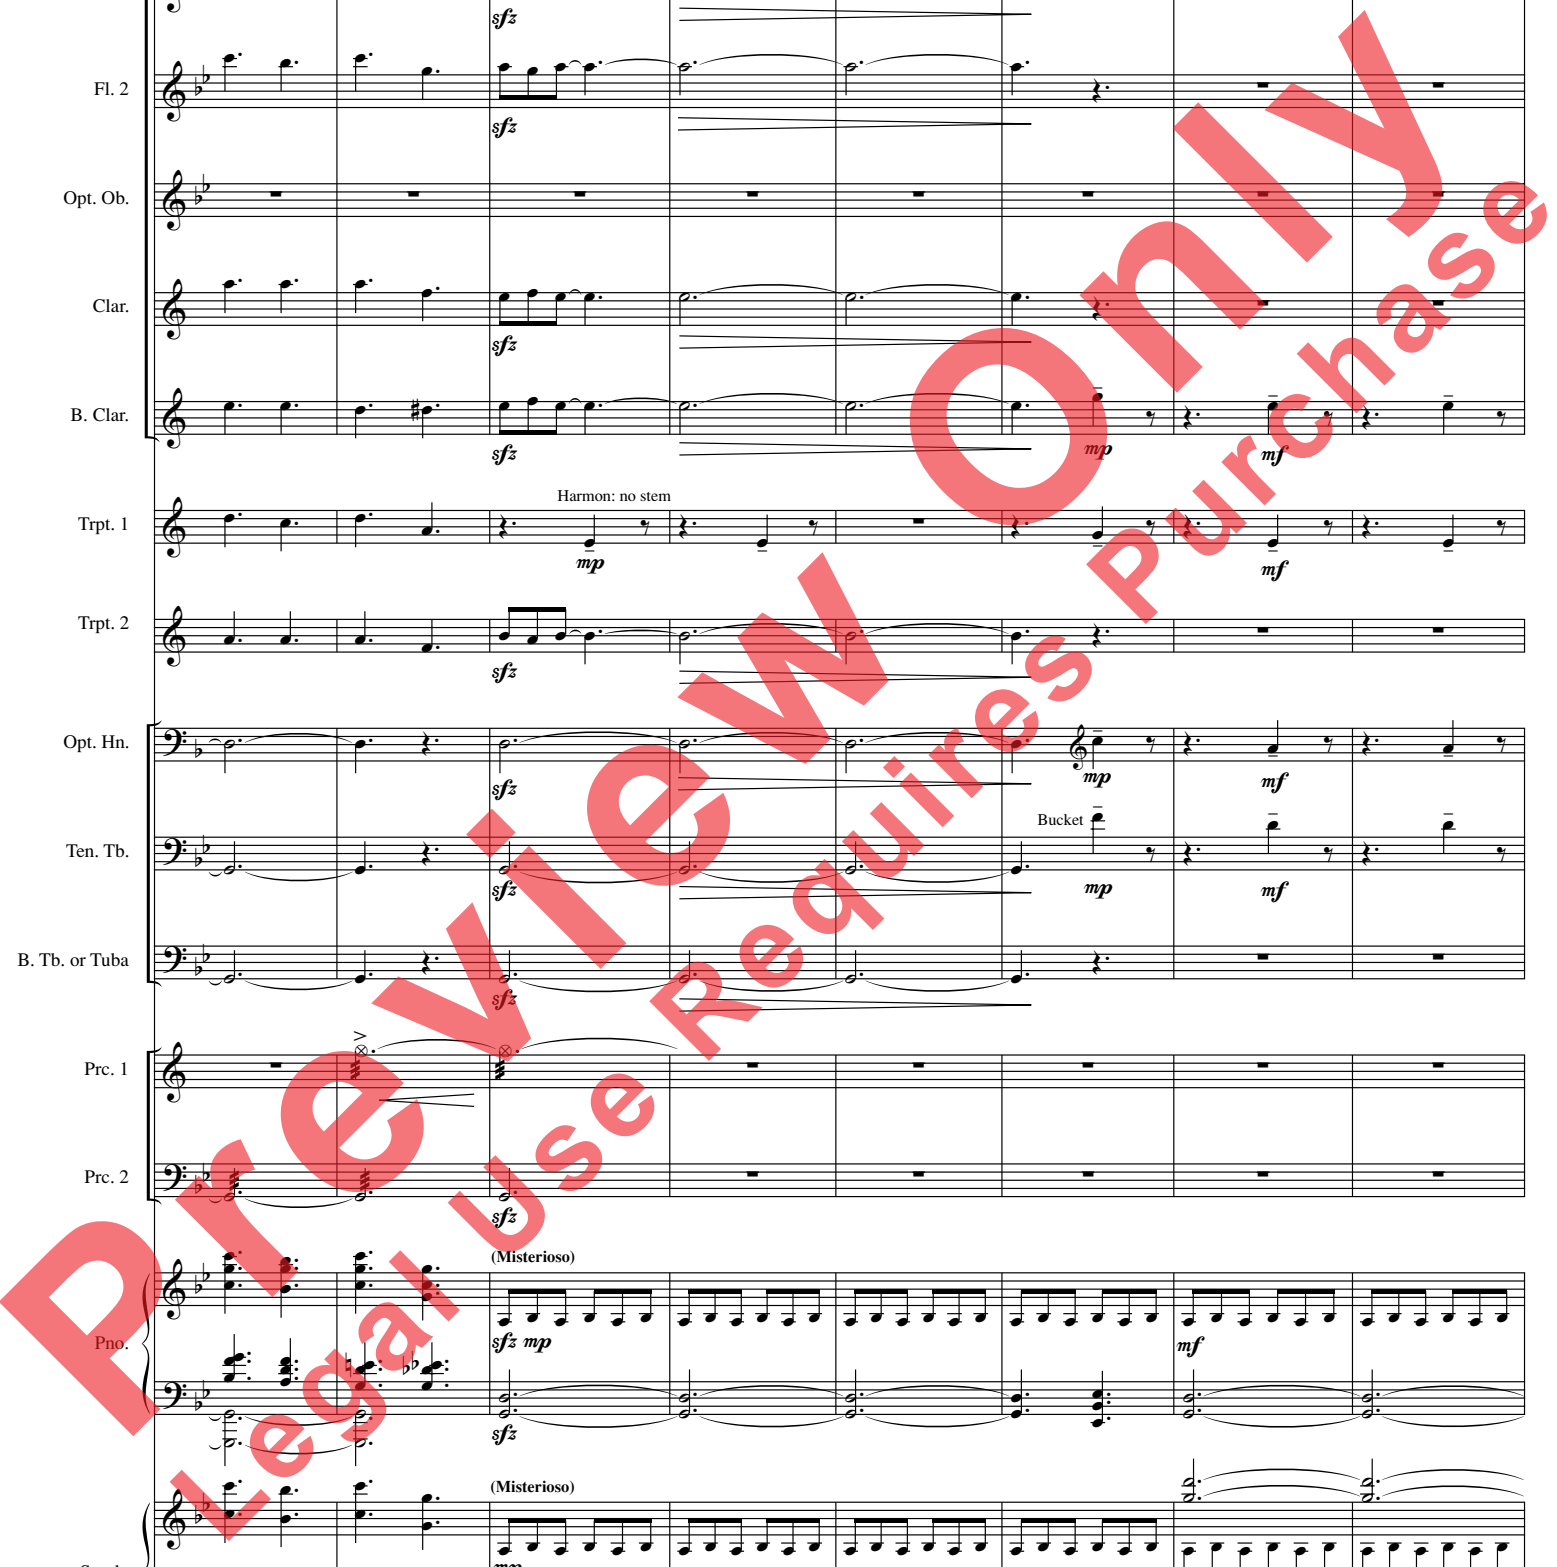 sfz
Fl. 2
sfz
Opt. Ob.
Clar.
sfz
B. Clar.
sfz
mp
mf
Harmon: no stem
Trpt. 1
mp
mf
Trpt. 2
sfz
Opt. Hn.
sfz
mp
mf
Bucket
Ten. Tb.
sfz
mp
mf
B. Tb. or Tuba
sfz
Prc. 1
Prc. 2
sfz
(Misterioso)
Pno.
sfz mp
mf
sfz
(Misterioso)
mp
Preview Only
Legal Use Requires Purchase